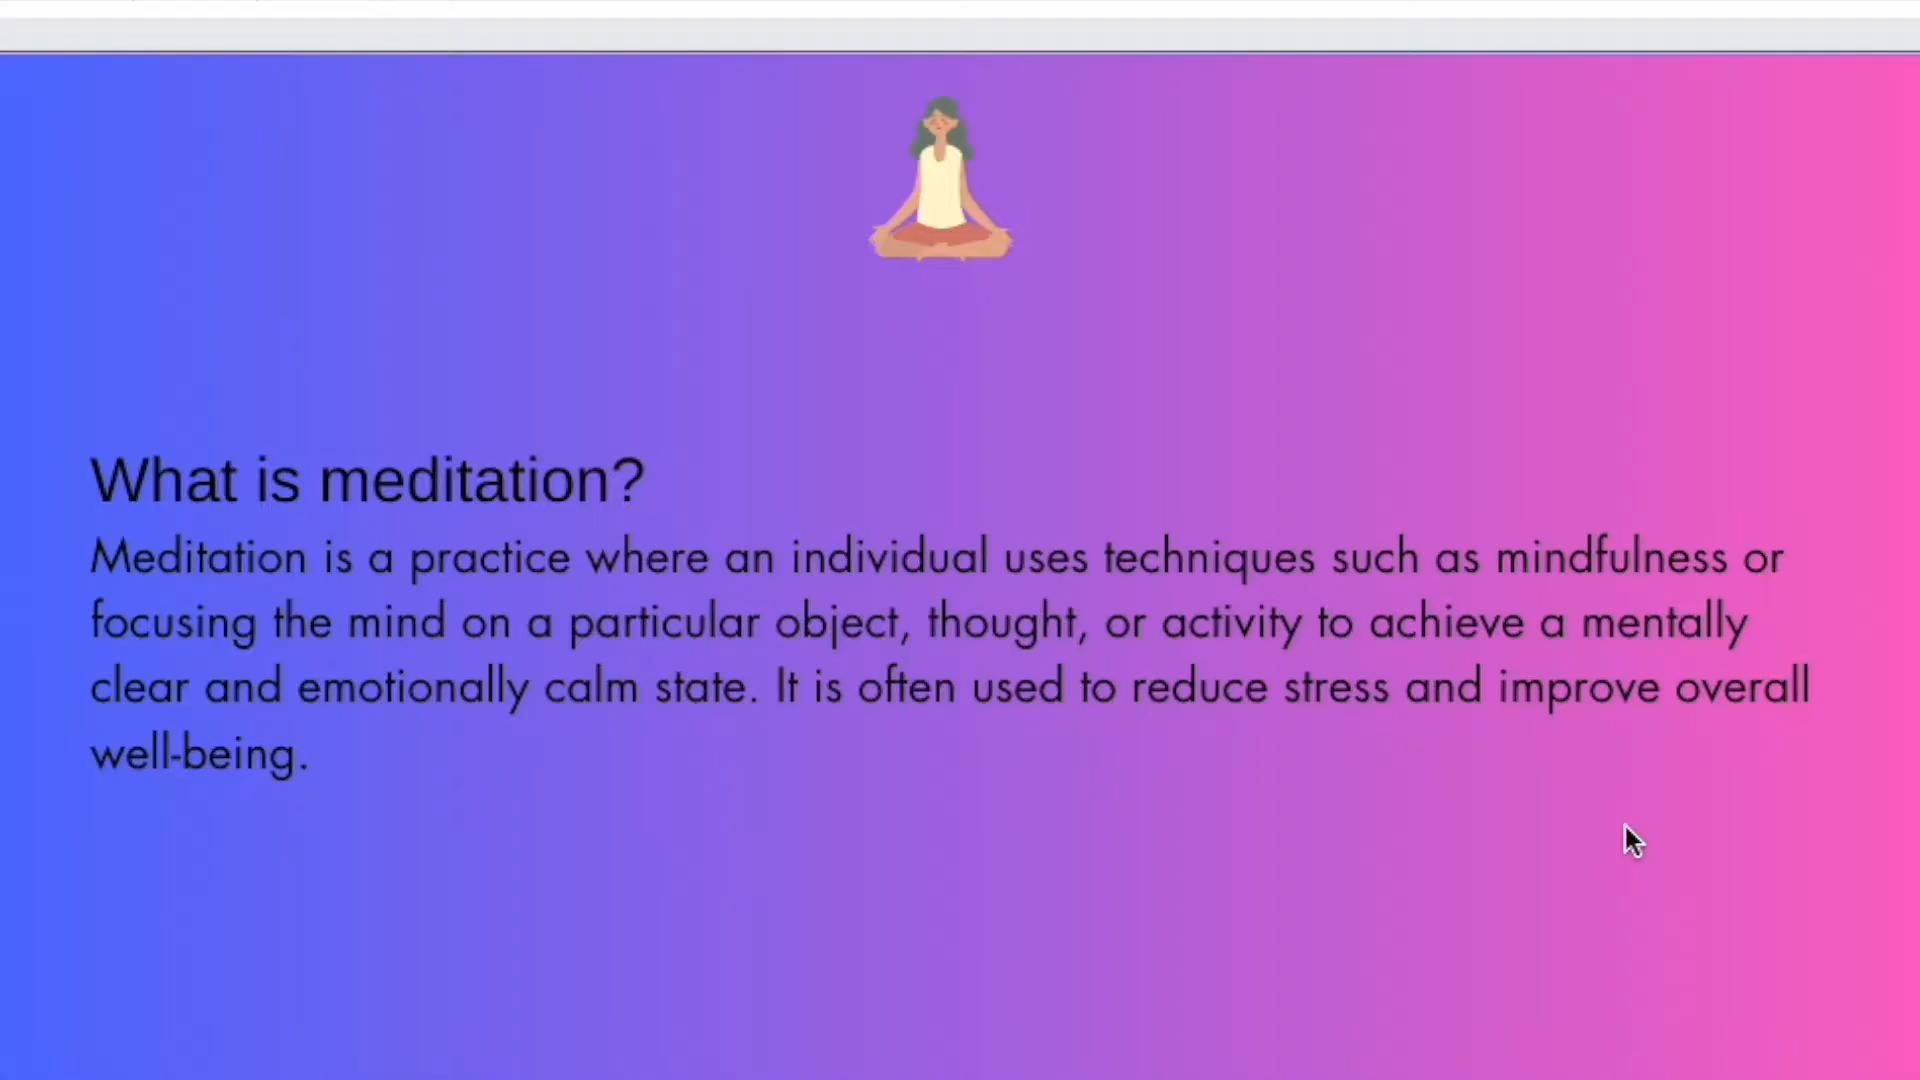 What is meditation?
Meditation is a practice where an individual uses techniques such as mindfulness or
focusing the mind on a particular object, thought, or activity to achieve a mentally
clear and emotionally calm state. It is often used to reduce stress and improve overall
well-being.